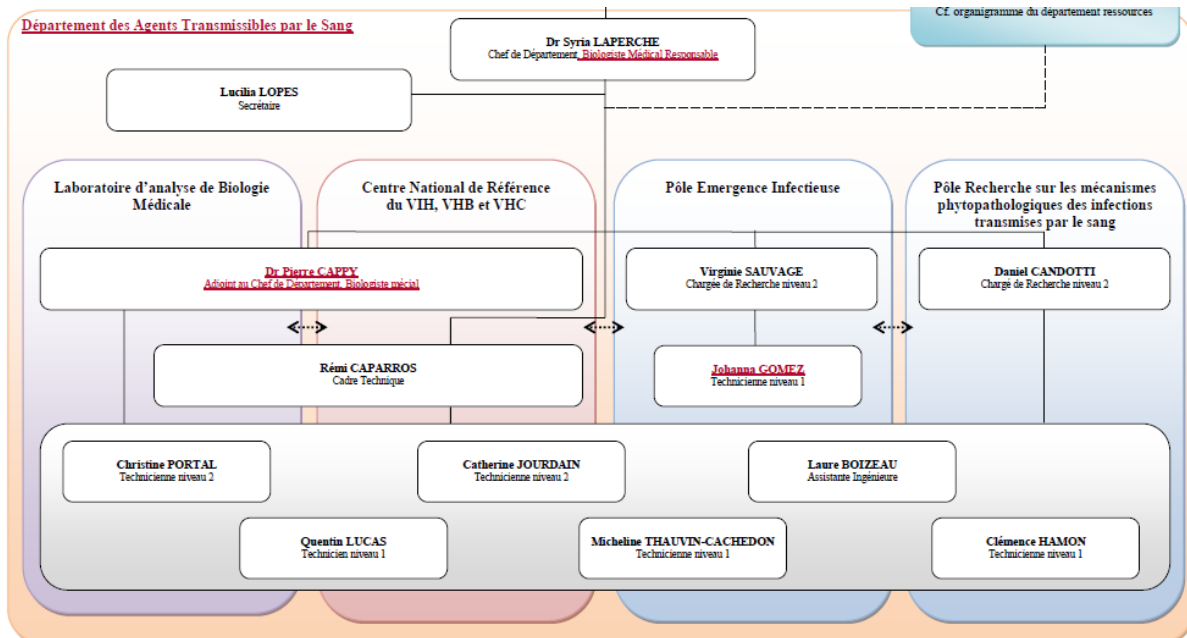 Département des Agents Transmissibles par le Sang
Cf. organigramme du département ressources
Dr Syria LAPERCHE
Chef de Département, Biologiste Médical Responsable
Lucilia LOPES
Secrétaire
Laboratoire d'analyse de Biologie
Médicale
Centre National de Référence
du VIH, VHB et VHC
Pôle Emergence Infectieuse
Pôle Recherche sur les mécanismes
phytopathologiques des infections
transmises par le sang
Dr Pierre CAPPY
Adjoint au Chef de Département, Biologiste mécial
Virginie SAUVAGE
Chargée de Recherche niveau 2
Daniel CANDOTTI
Chargé de Recherche niveau 2
Rémi CAPARROS
Cadre Technique
Johanna GOMEZ
Technicienne niveau 1
Christine PORTAL
Technicienne niveau 2
Catherine JOURDAIN
Technicienne niveau 2
Laure BOIZEAU
Assistante Ingénieure
Quentin LUCAS
Technicien niveau 1
Micheline THAUVIN-CACHEDON
Technicienne niveau 1
Clémence HAMON
Technicienne niveau 1